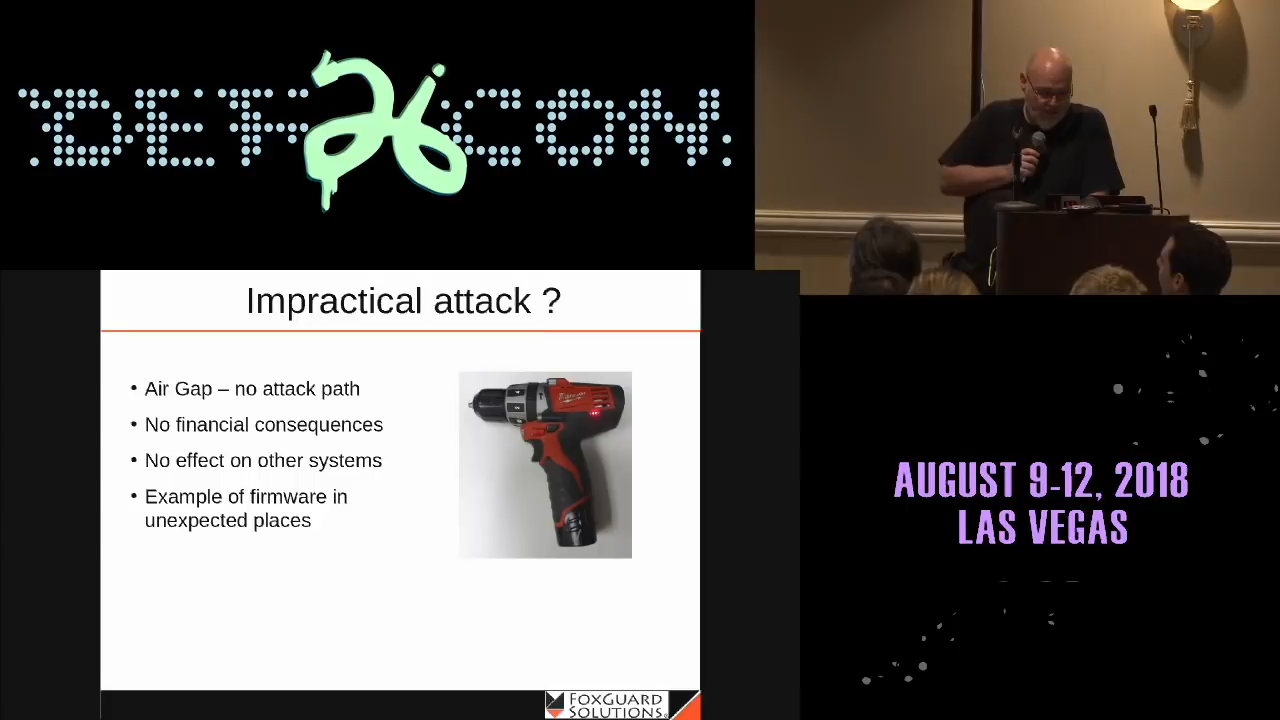 DEF 26 CON
Impractical attack ?
• Air Gap – no attack path
• No financial consequences
• No effect on other systems
• Example of firmware in
unexpected places
Milwaukee
FOXGUARD
SOLUTIONS®
AUGUST 9-12, 2018
LAS VEGAS